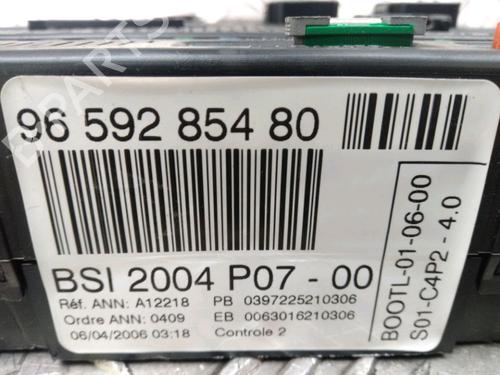 96 592 854 80
BSI 2004 P07 - 00
Réf. ANN: A12218 PB 0397225210306
Ordre ANN: 0409 EB 0063016210306
06/04/2006 03:18 Controle 2
BOOTL-01-06-00
S01-C4P2 - 4.0